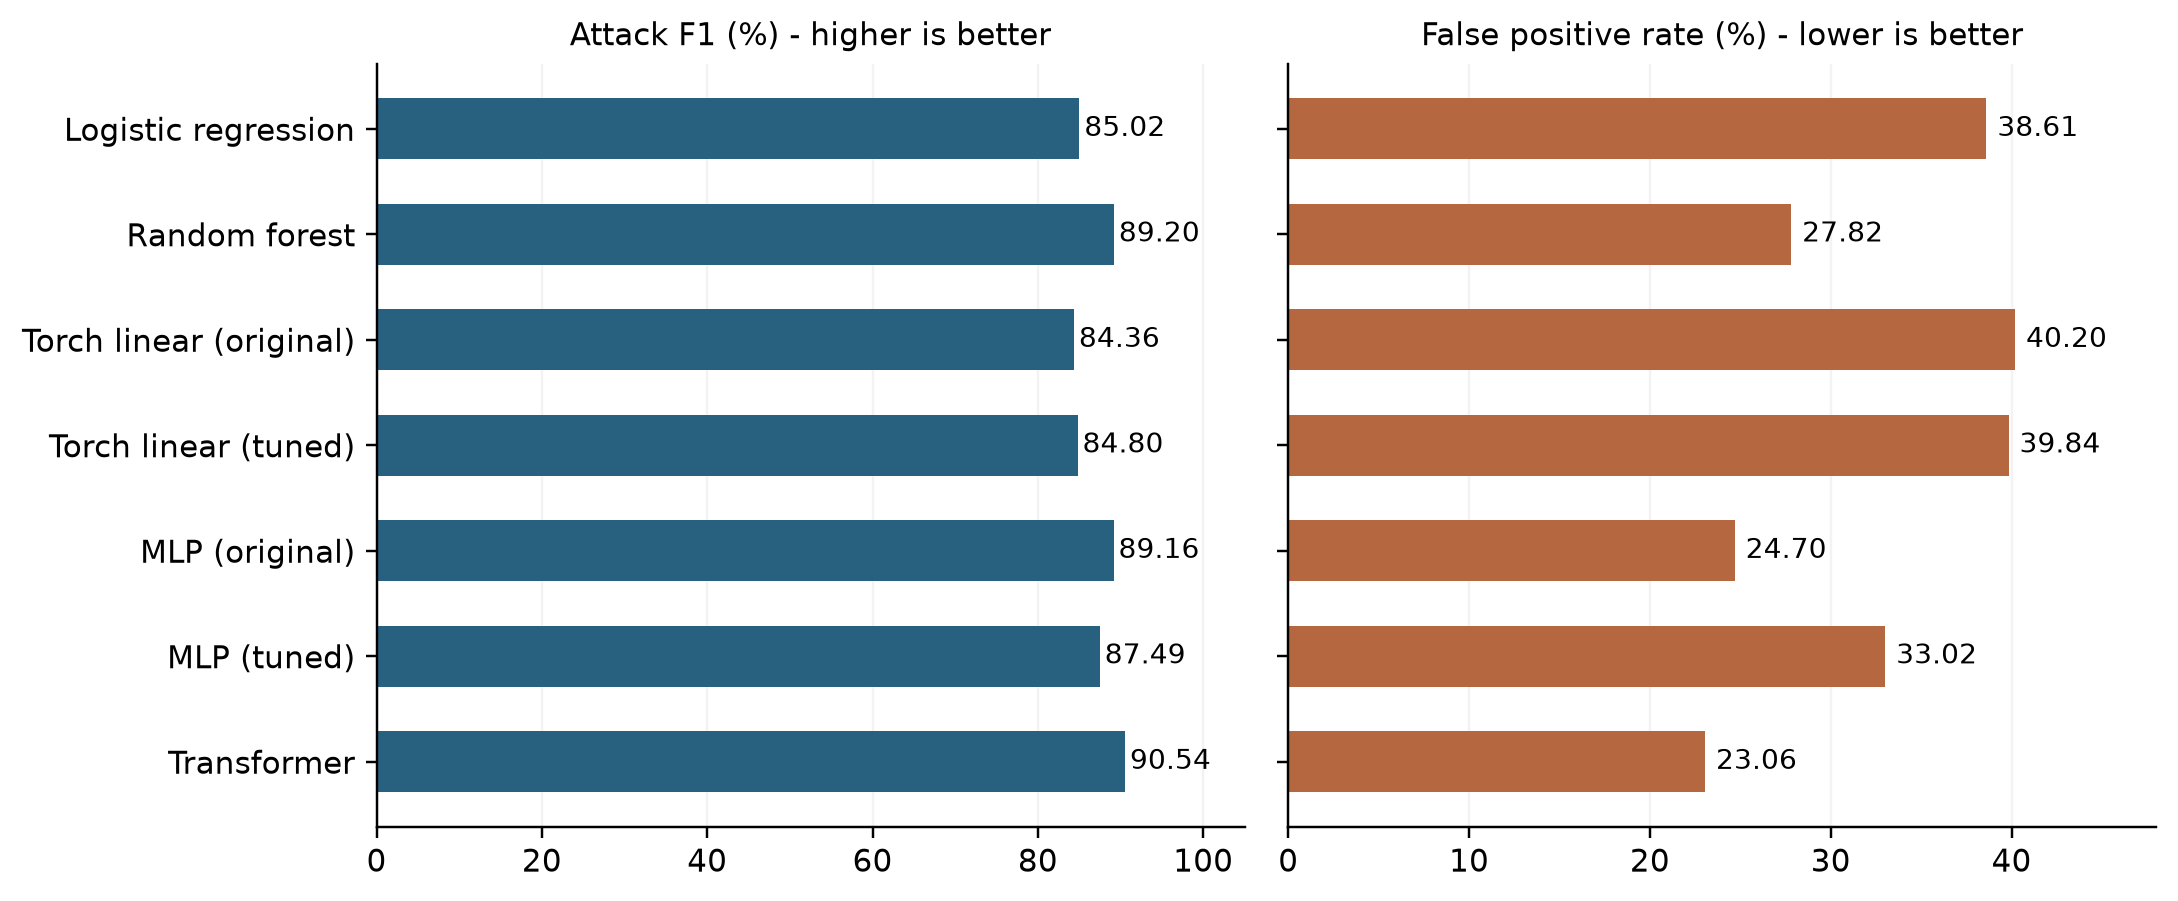 Attack F1 (%) - higher is better
False positive rate (%) - lower is better
Logistic regression 85.02 38.61
Random forest 89.20 27.82
Torch linear (original) 84.36 40.20
Torch linear (tuned) 84.80 39.84
MLP (original) 89.16 24.70
MLP (tuned) 87.49 33.02
Transformer 90.54 23.06
0 20 40 60 80 100
0 10 20 30 40